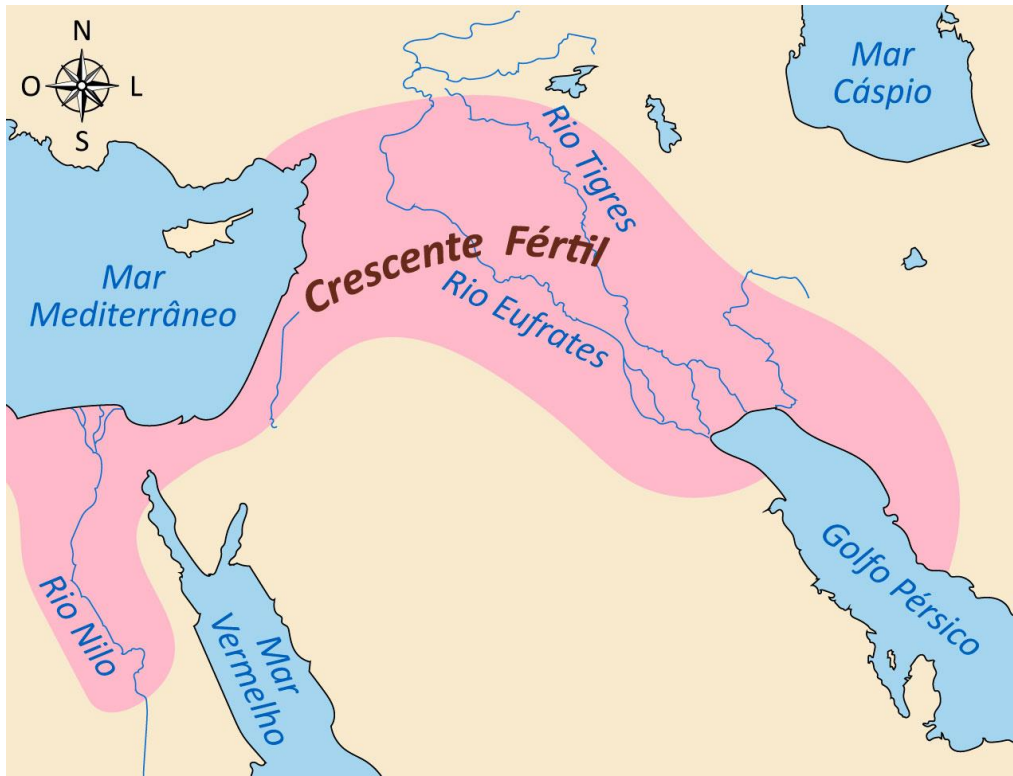 N
O L
S
Mar
Cáspio
Rio Tigres
Crescente Fértil
Mar
Mediterrâneo
Rio Eufrates
Golfo Pérsico
Rio Nilo
Mar
Vermelho